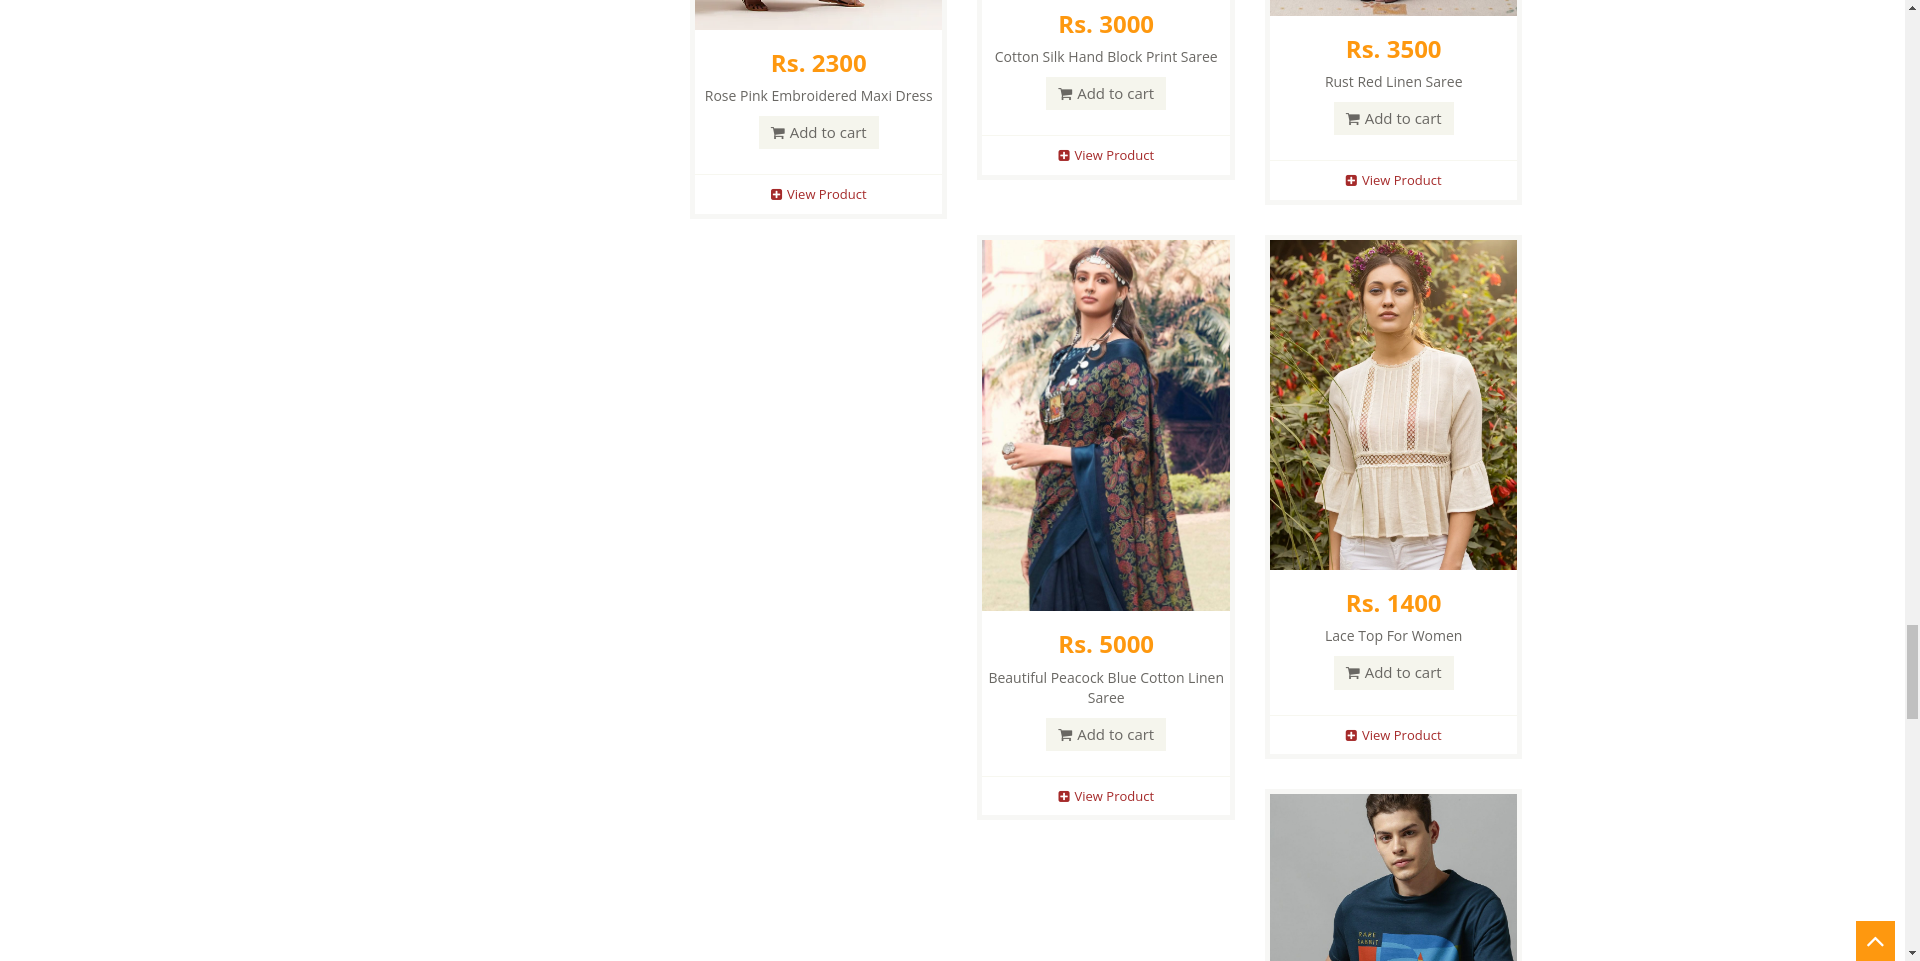 Rs. 2300
Rose Pink Embroidered Maxi Dress
Add to cart
View Product
Rs. 3000
Cotton Silk Hand Block Print Saree
Add to cart
View Product
Rs. 3500
Rust Red Linen Saree
Add to cart
View Product
Rs. 5000
Beautiful Peacock Blue Cotton Linen
Saree
Add to cart
View Product
Rs. 1400
Lace Top For Women
Add to cart
View Product
RARE
RABBIT